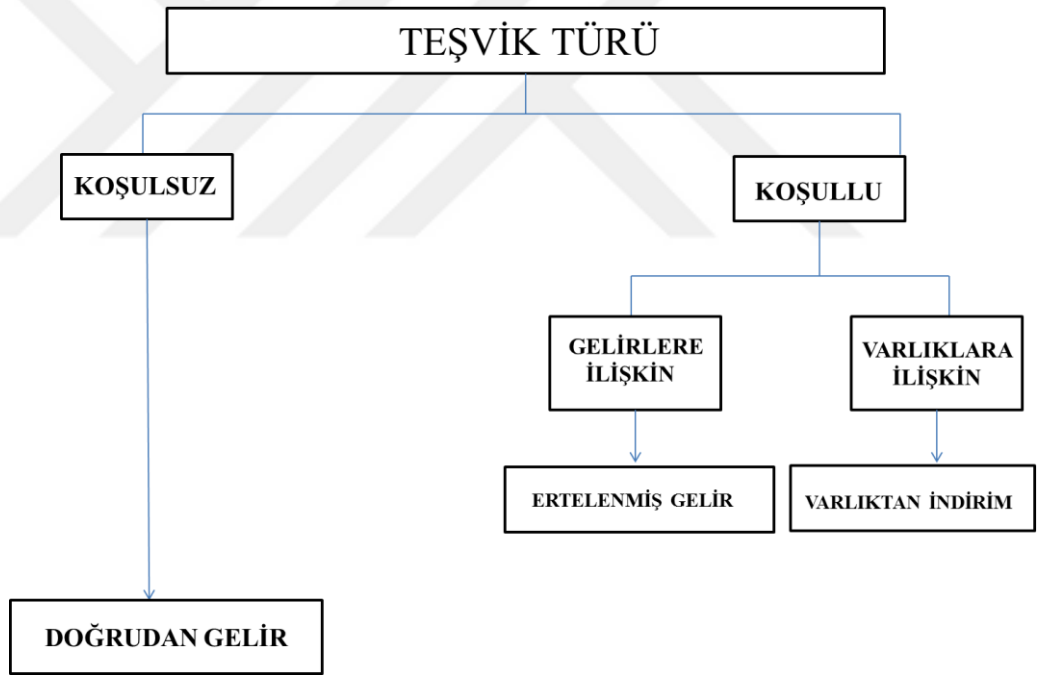 TEŞVİK TÜRÜ
KOŞULSUZ
KOŞULLU
GELİRLERE
İLİŞKİN
VARLIKLARA
İLİŞKİN
ERTELENMİŞ GELİR
VARLIKTAN İNDİRİM
DOĞRUDAN GELİR